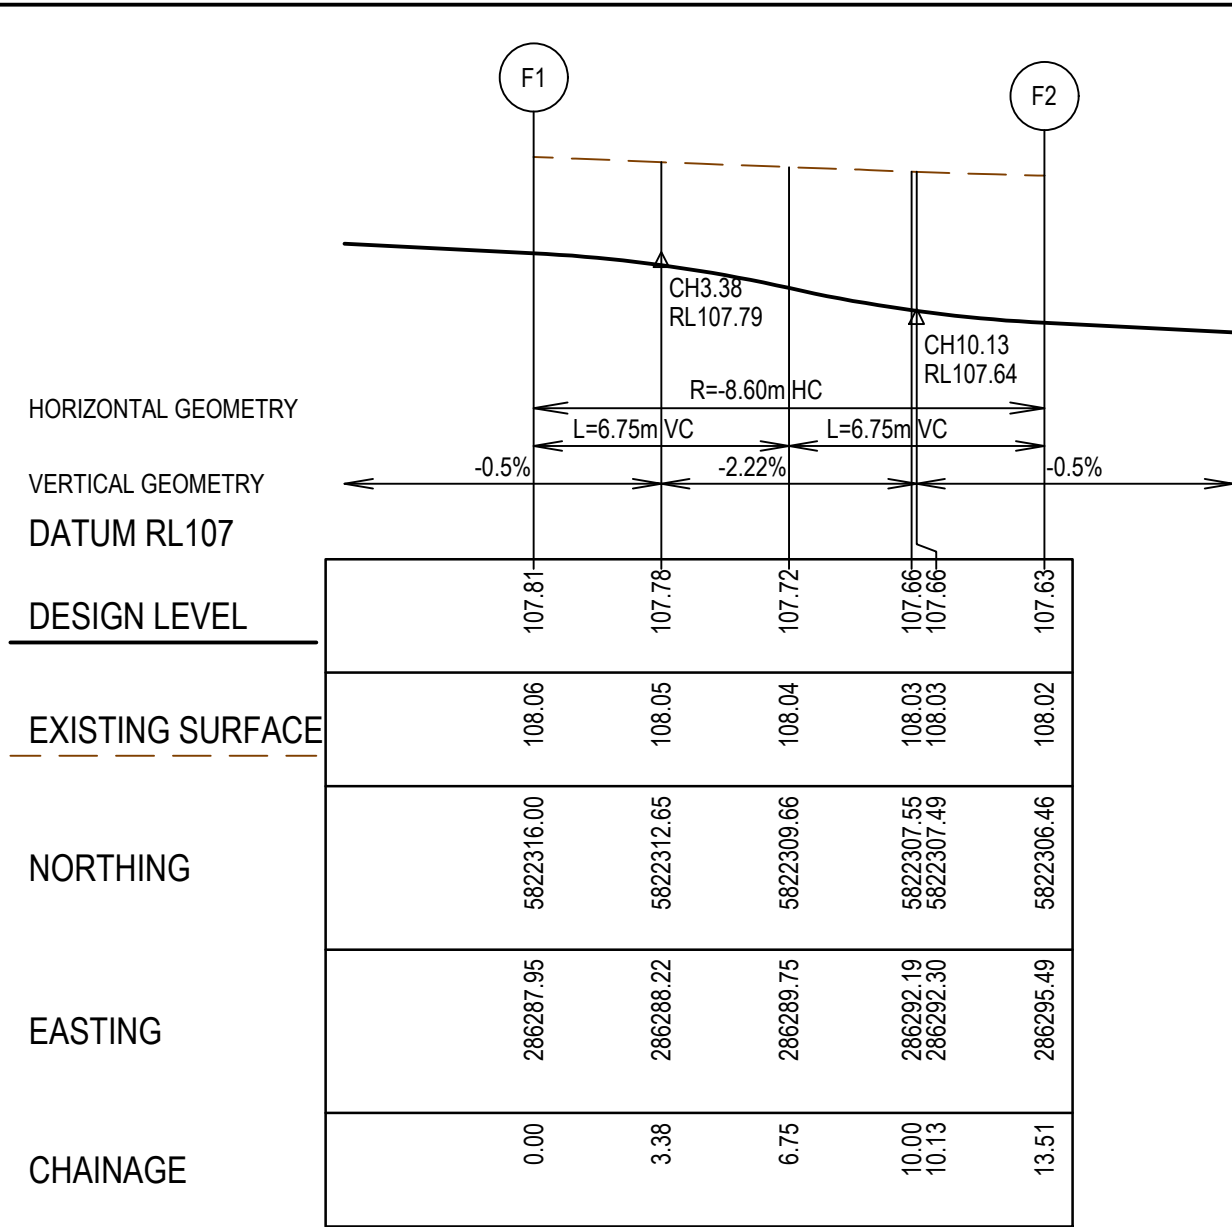 F1
F2
CH3.38
RL107.79
CH10.13
RL107.64
R=-8.60m HC
HORIZONTAL GEOMETRY
L=6.75m VC
L=6.75m VC
-0.5%
-2.22%
-0.5%
VERTICAL GEOMETRY
DATUM RL107
DESIGN LEVEL
107.81
107.78
107.72
107.66
107.66
107.63
EXISTING SURFACE
108.06
108.05
108.04
108.03
108.03
108.02
NORTHING
5822316.00
5822312.65
5822309.66
5822307.55
5822307.49
5822306.46
EASTING
286287.95
286288.22
286289.75
286292.19
286292.30
286295.49
CHAINAGE
0.00
3.38
6.75
10.00
10.13
13.51